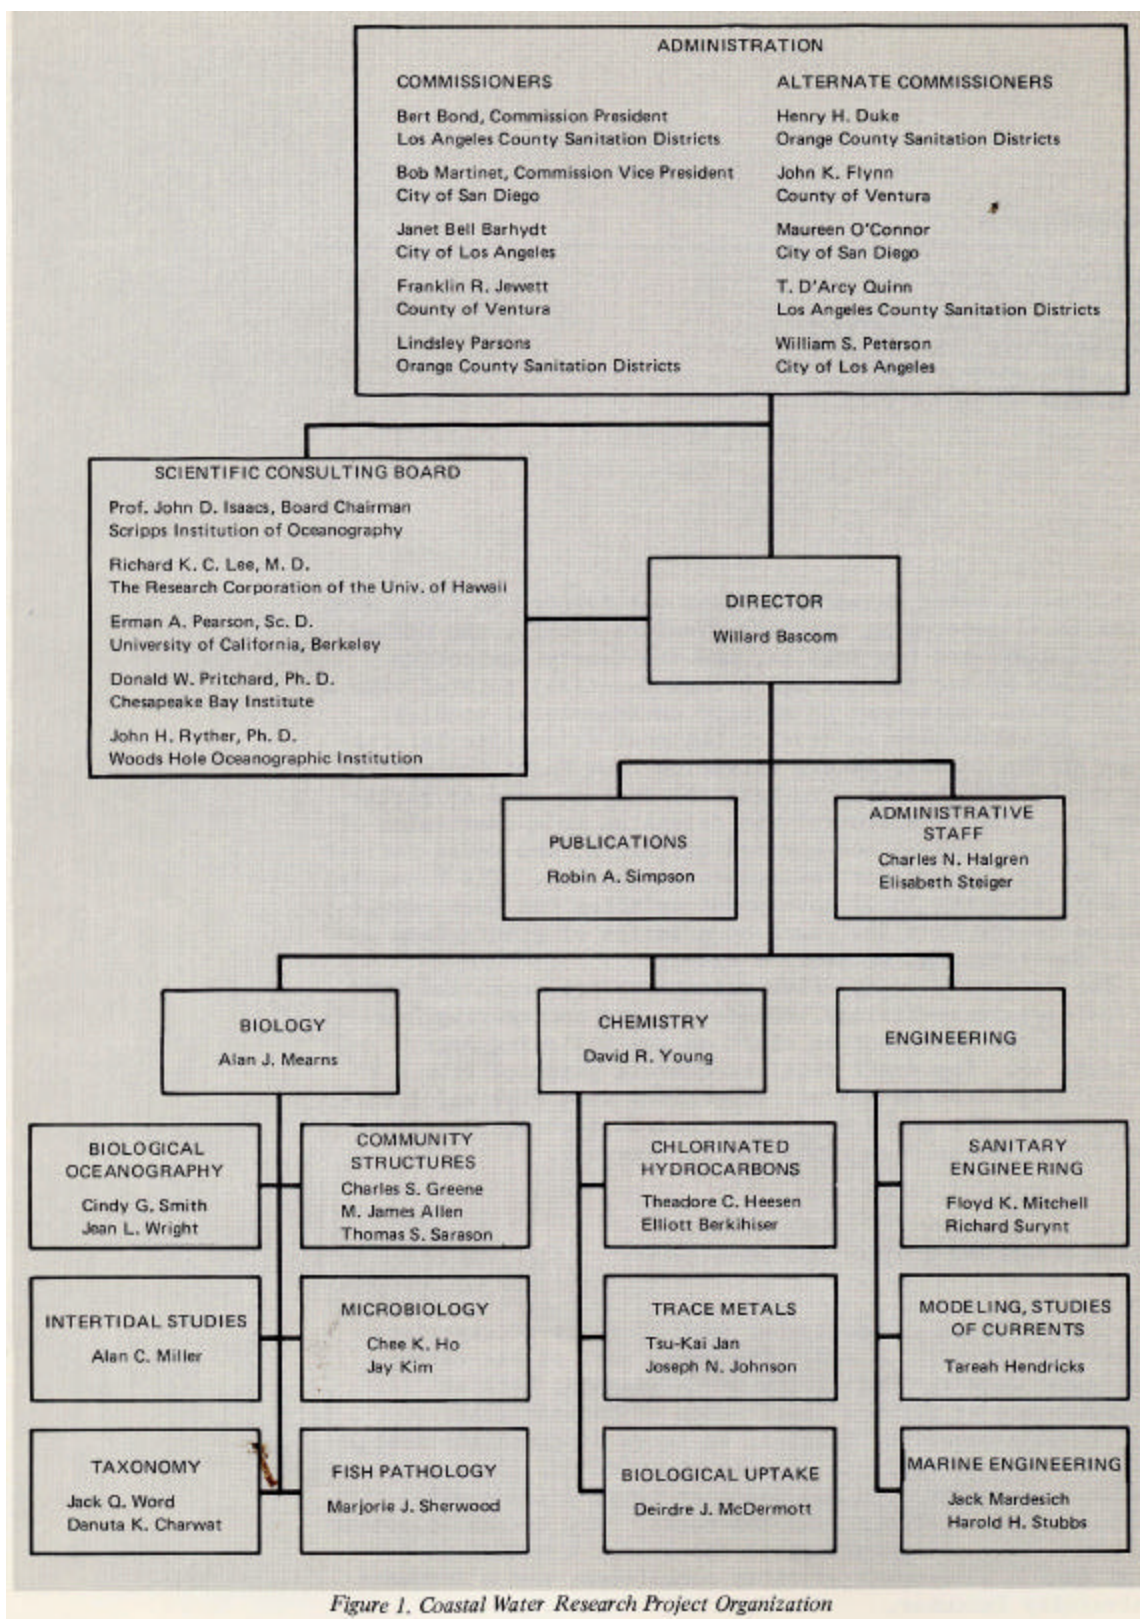 ADMINISTRATION
COMMISSIONERS
Bert Bond, Commission President
Los Angeles County Sanitation Districts
Bob Martinet, Commission Vice President
City of San Diego
Janet Bell Barhydt
City of Los Angeles
Franklin R. Jewett
County of Ventura
Lindsley Parsons
Orange County Sanitation Districts
ALTERNATE COMMISSIONERS
Henry H. Duke
Orange County Sanitation Districts
John K. Flynn
County of Ventura
Maureen O'Connor
City of San Diego
T. D'Arcy Quinn
Los Angeles County Sanitation Districts
William S. Peterson
City of Los Angeles
SCIENTIFIC CONSULTING BOARD
Prof. John D. Isaacs, Board Chairman
Scripps Institution of Oceanography
Richard K. C. Lee, M. D.
The Research Corporation of the Univ. of Hawaii
Erman A. Pearson, Sc. D.
University of California, Berkeley
Donald W. Pritchard, Ph. D.
Chesapeake Bay Institute
John H. Ryther, Ph. D.
Woods Hole Oceanographic Institution
DIRECTOR
Willard Bascom
PUBLICATIONS
Robin A. Simpson
ADMINISTRATIVE
STAFF
Charles N. Halgren
Elisabeth Steiger
BIOLOGY
Alan J. Mearns
CHEMISTRY
David R. Young
ENGINEERING
BIOLOGICAL
OCEANOGRAPHY
Cindy G. Smith
Jean L. Wright
COMMUNITY
STRUCTURES
Charles S. Greene
M. James Allen
Thomas S. Sarason
CHLORINATED
HYDROCARBONS
Theadore C. Heesen
Elliott Berkihiser
SANITARY
ENGINEERING
Floyd K. Mitchell
Richard Surynt
INTERTIDAL STUDIES
Alan C. Miller
MICROBIOLOGY
Chee K. Ho
Jay Kim
TRACE METALS
Tsu-Kai Jan
Joseph N. Johnson
MODELING, STUDIES
OF CURRENTS
Tareah Hendricks
TAXONOMY
Jack Q. Word
Danuta K. Charwat
FISH PATHOLOGY
Marjorie J. Sherwood
BIOLOGICAL UPTAKE
Deirdre J. McDermott
MARINE ENGINEERING
Jack Mardesich
Harold H. Stubbs
Figure 1. Coastal Water Research Project Organization